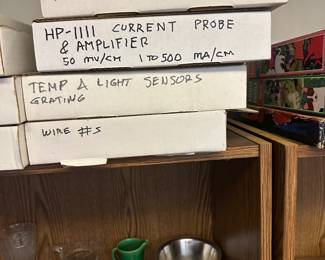 HP-1111 CURRENT PROBE
& AMPLIFIER
50 MV/CM 1 TO 500 MA/CM
TEMP & LIGHT SENSORS
GRATING
WIRE #S